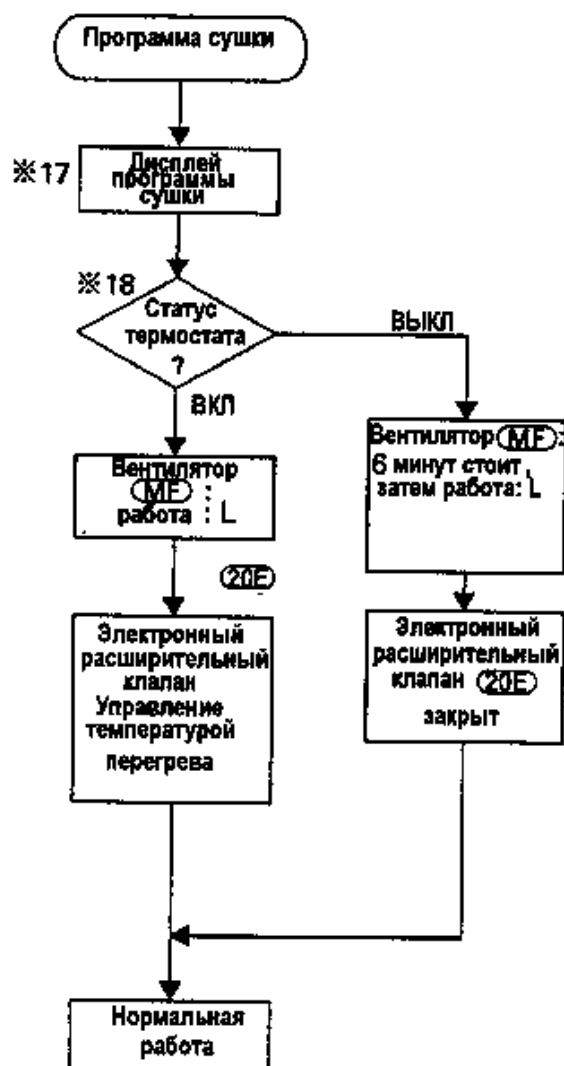 Программа сушки
※17
Дисплей
программы
сушки
※18
Статус
термостата
?
ВЫКЛ
ВКЛ
Вентилятор
MF :
работа : L
Вентилятор MF :
6 минут стоит,
затем работа: L
20E
Электронный
расширительный
клапан
Управление
температурой
перегрева
Электронный
расширительный
клапан 20E
закрыт
Нормальная
работа